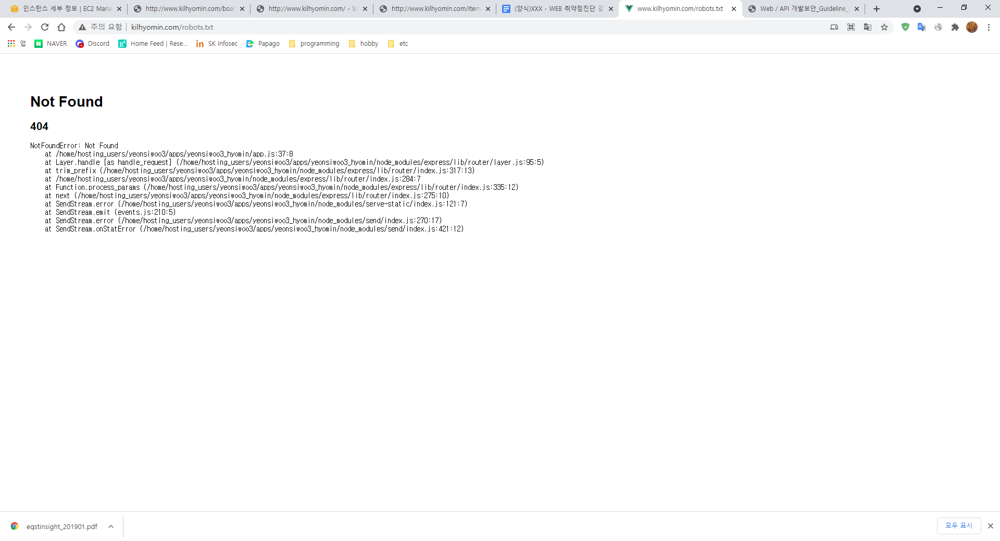 인스턴스 세부 정보 | EC2 Mana
http://www.kilhyomin.com/boar
http://www.kilhyomin.com/ - So
http://www.kilhyomin.com/item
(양식)XXX - WEB 취약점진단 결
www.kilhyomin.com/robots.txt
Web / API 개발보안_Guideline_
주의 요함
kilhyomin.com/robots.txt
앱
NAVER
Discord
Home Feed | Rese...
in SK infosec
Papago
programming
hobby
etc
Not Found
404
NotFoundError: Not Found
at /home/hosting_users/yeonsiwoo3/apps/yeonsiwoo3_hyomin/app.js:37:8
at Layer.handle [as handle_request] (/home/hosting_users/yeonsiwoo3/apps/yeonsiwoo3_hyomin/node_modules/express/lib/router/layer.js:95:5)
at trim_prefix (/home/hosting_users/yeonsiwoo3/apps/yeonsiwoo3_hyomin/node_modules/express/lib/router/index.js:317:13)
at /home/hosting_users/yeonsiwoo3/apps/yeonsiwoo3_hyomin/node_modules/express/lib/router/index.js:284:7
at Function.process_params (/home/hosting_users/yeonsiwoo3/apps/yeonsiwoo3_hyomin/node_modules/express/lib/router/index.js:335:12)
at next (/home/hosting_users/yeonsiwoo3/apps/yeonsiwoo3_hyomin/node_modules/express/lib/router/index.js:275:10)
at SendStream.error (/home/hosting_users/yeonsiwoo3/apps/yeonsiwoo3_hyomin/node_modules/serve-static/index.js:121:7)
at SendStream.emit (events.js:210:5)
at SendStream.error (/home/hosting_users/yeonsiwoo3/apps/yeonsiwoo3_hyomin/node_modules/send/index.js:270:17)
at SendStream.onStatError (/home/hosting_users/yeonsiwoo3/apps/yeonsiwoo3_hyomin/node_modules/send/index.js:421:12)
eqstinsight_201901.pdf
모두 표시